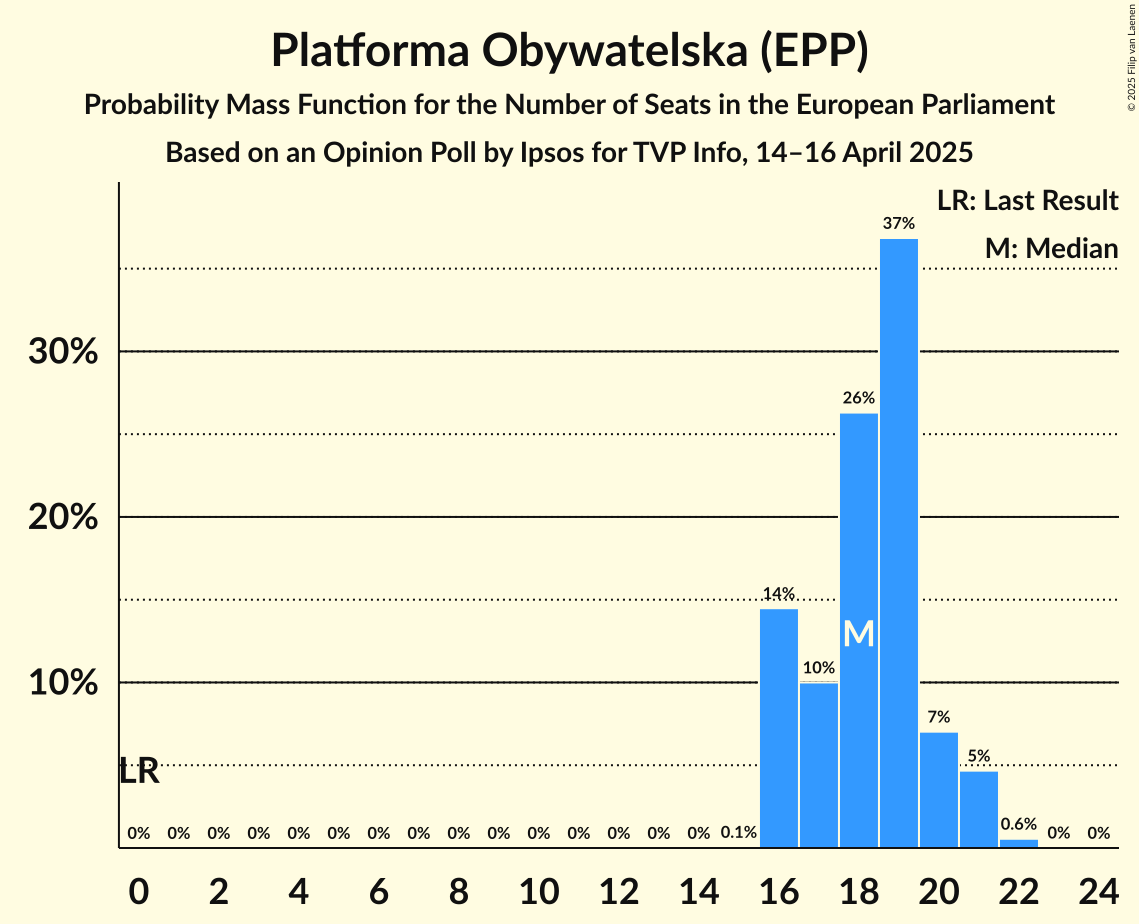 Platforma Obywatelska (EPP)
Probability Mass Function for the Number of Seats in the European Parliament
Based on an Opinion Poll by Ipsos for TVP Info, 14–16 April 2025
© 2025 Filip van Laenen
LR: Last Result
M: Median
37%
30%
26%
20%
14%
M
10%
10%
7%
5%
LR
0% 0% 0% 0% 0% 0% 0% 0% 0% 0% 0% 0% 0% 0% 0% 0.1% 0.6% 0% 0%
0 2 4 6 8 10 12 14 16 18 20 22 24